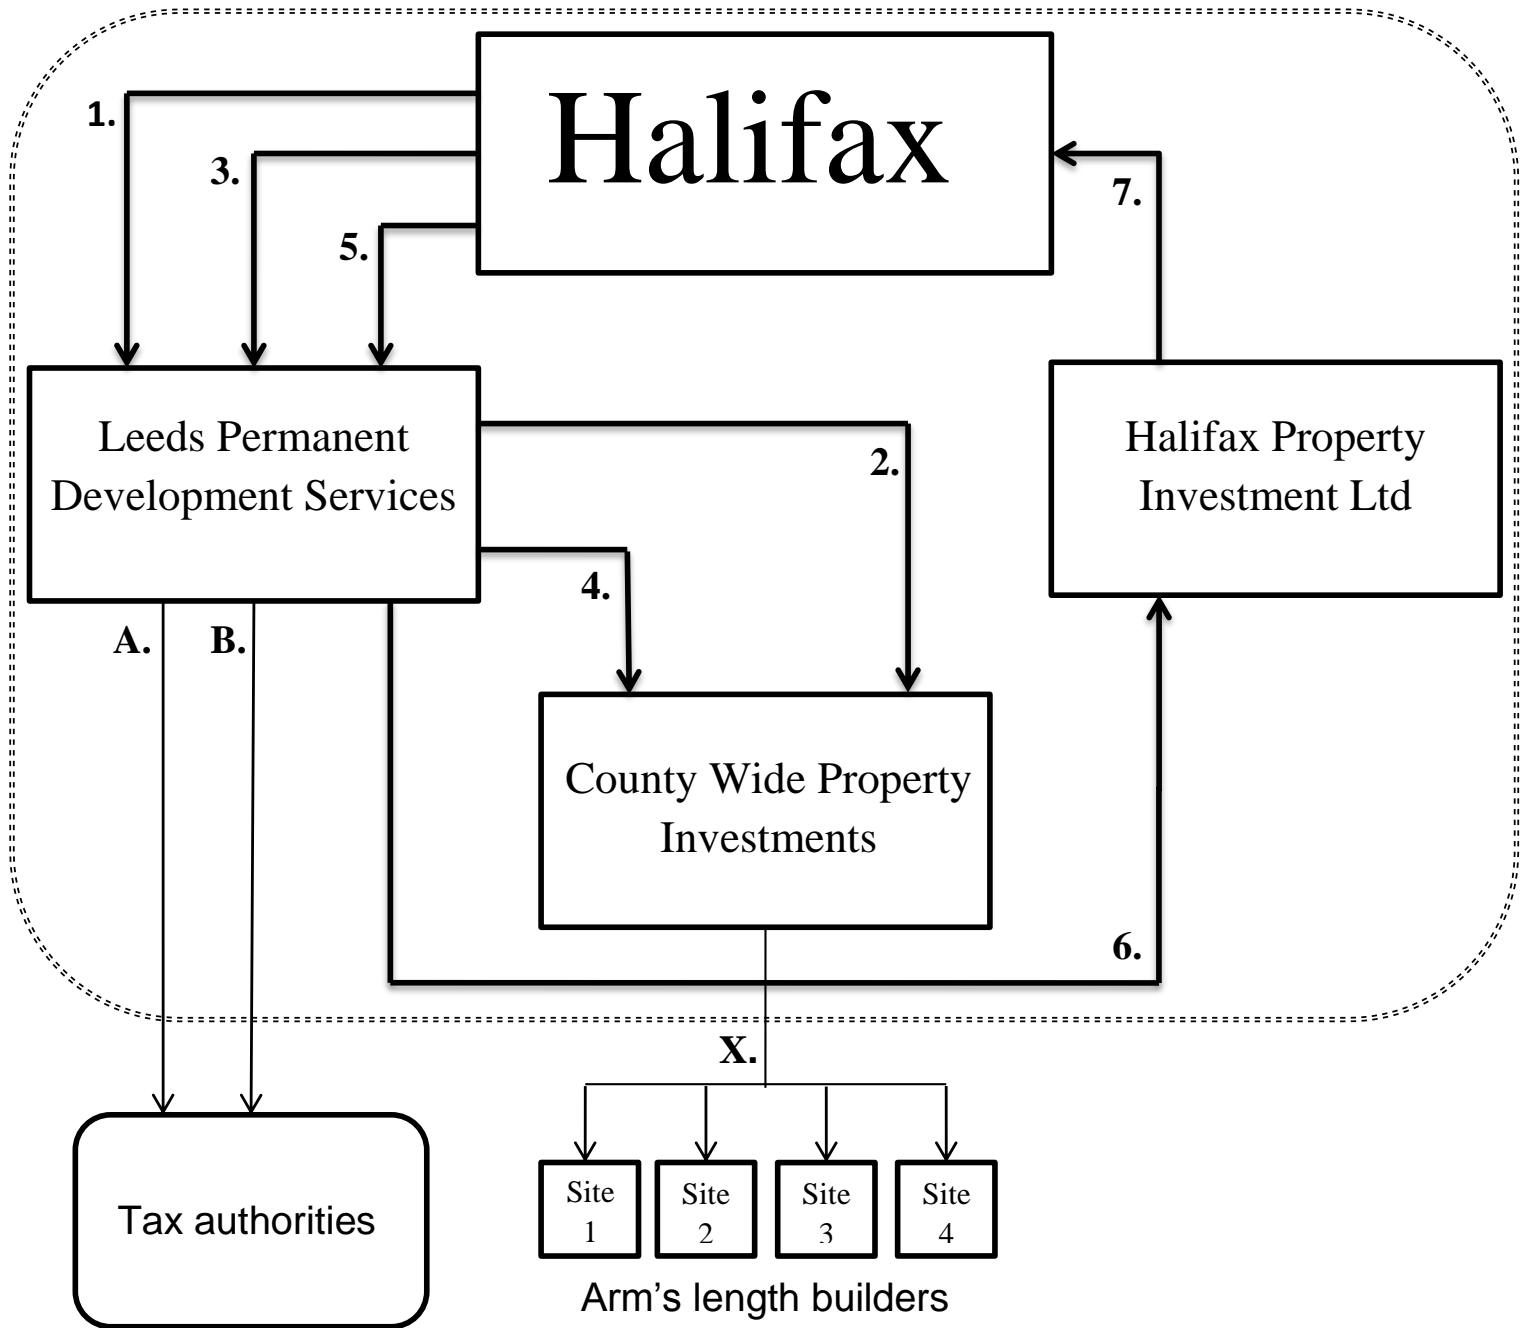 Halifax
1.
3.
7.
5.
Leeds Permanent
Development Services
2.
Halifax Property
Investment Ltd
4.
A.
B.
County Wide Property
Investments
6.
X.
Tax authorities
Site
1
Site
2
Site
3
Site
4
Arm’s length builders